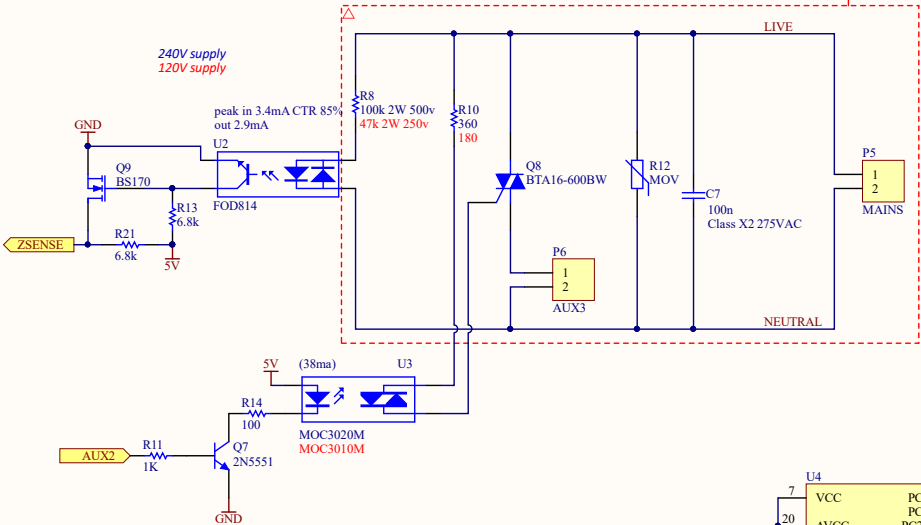 LIVE
240V supply
120V supply
R8
100k 2W 500v
47k 2W 250v
R10
360
180
peak in 3.4mA CTR 85%
out 2.9mA
GND
U2
FOD814
Q9
BS170
R13
6.8k
ZSENSE
R21
6.8k
5V
Q8
BTA16-600BW
R12
MOV
C7
100n
Class X2 275VAC
P5
1
2
MAINS
P6
1
2
AUX3
NEUTRAL
5V
(38ma)
U3
R14
100
MOC3020M
MOC3010M
AUX2
R11
1K
Q7
2N5551
GND
U4
7
VCC
PC
PC
20
AVCC